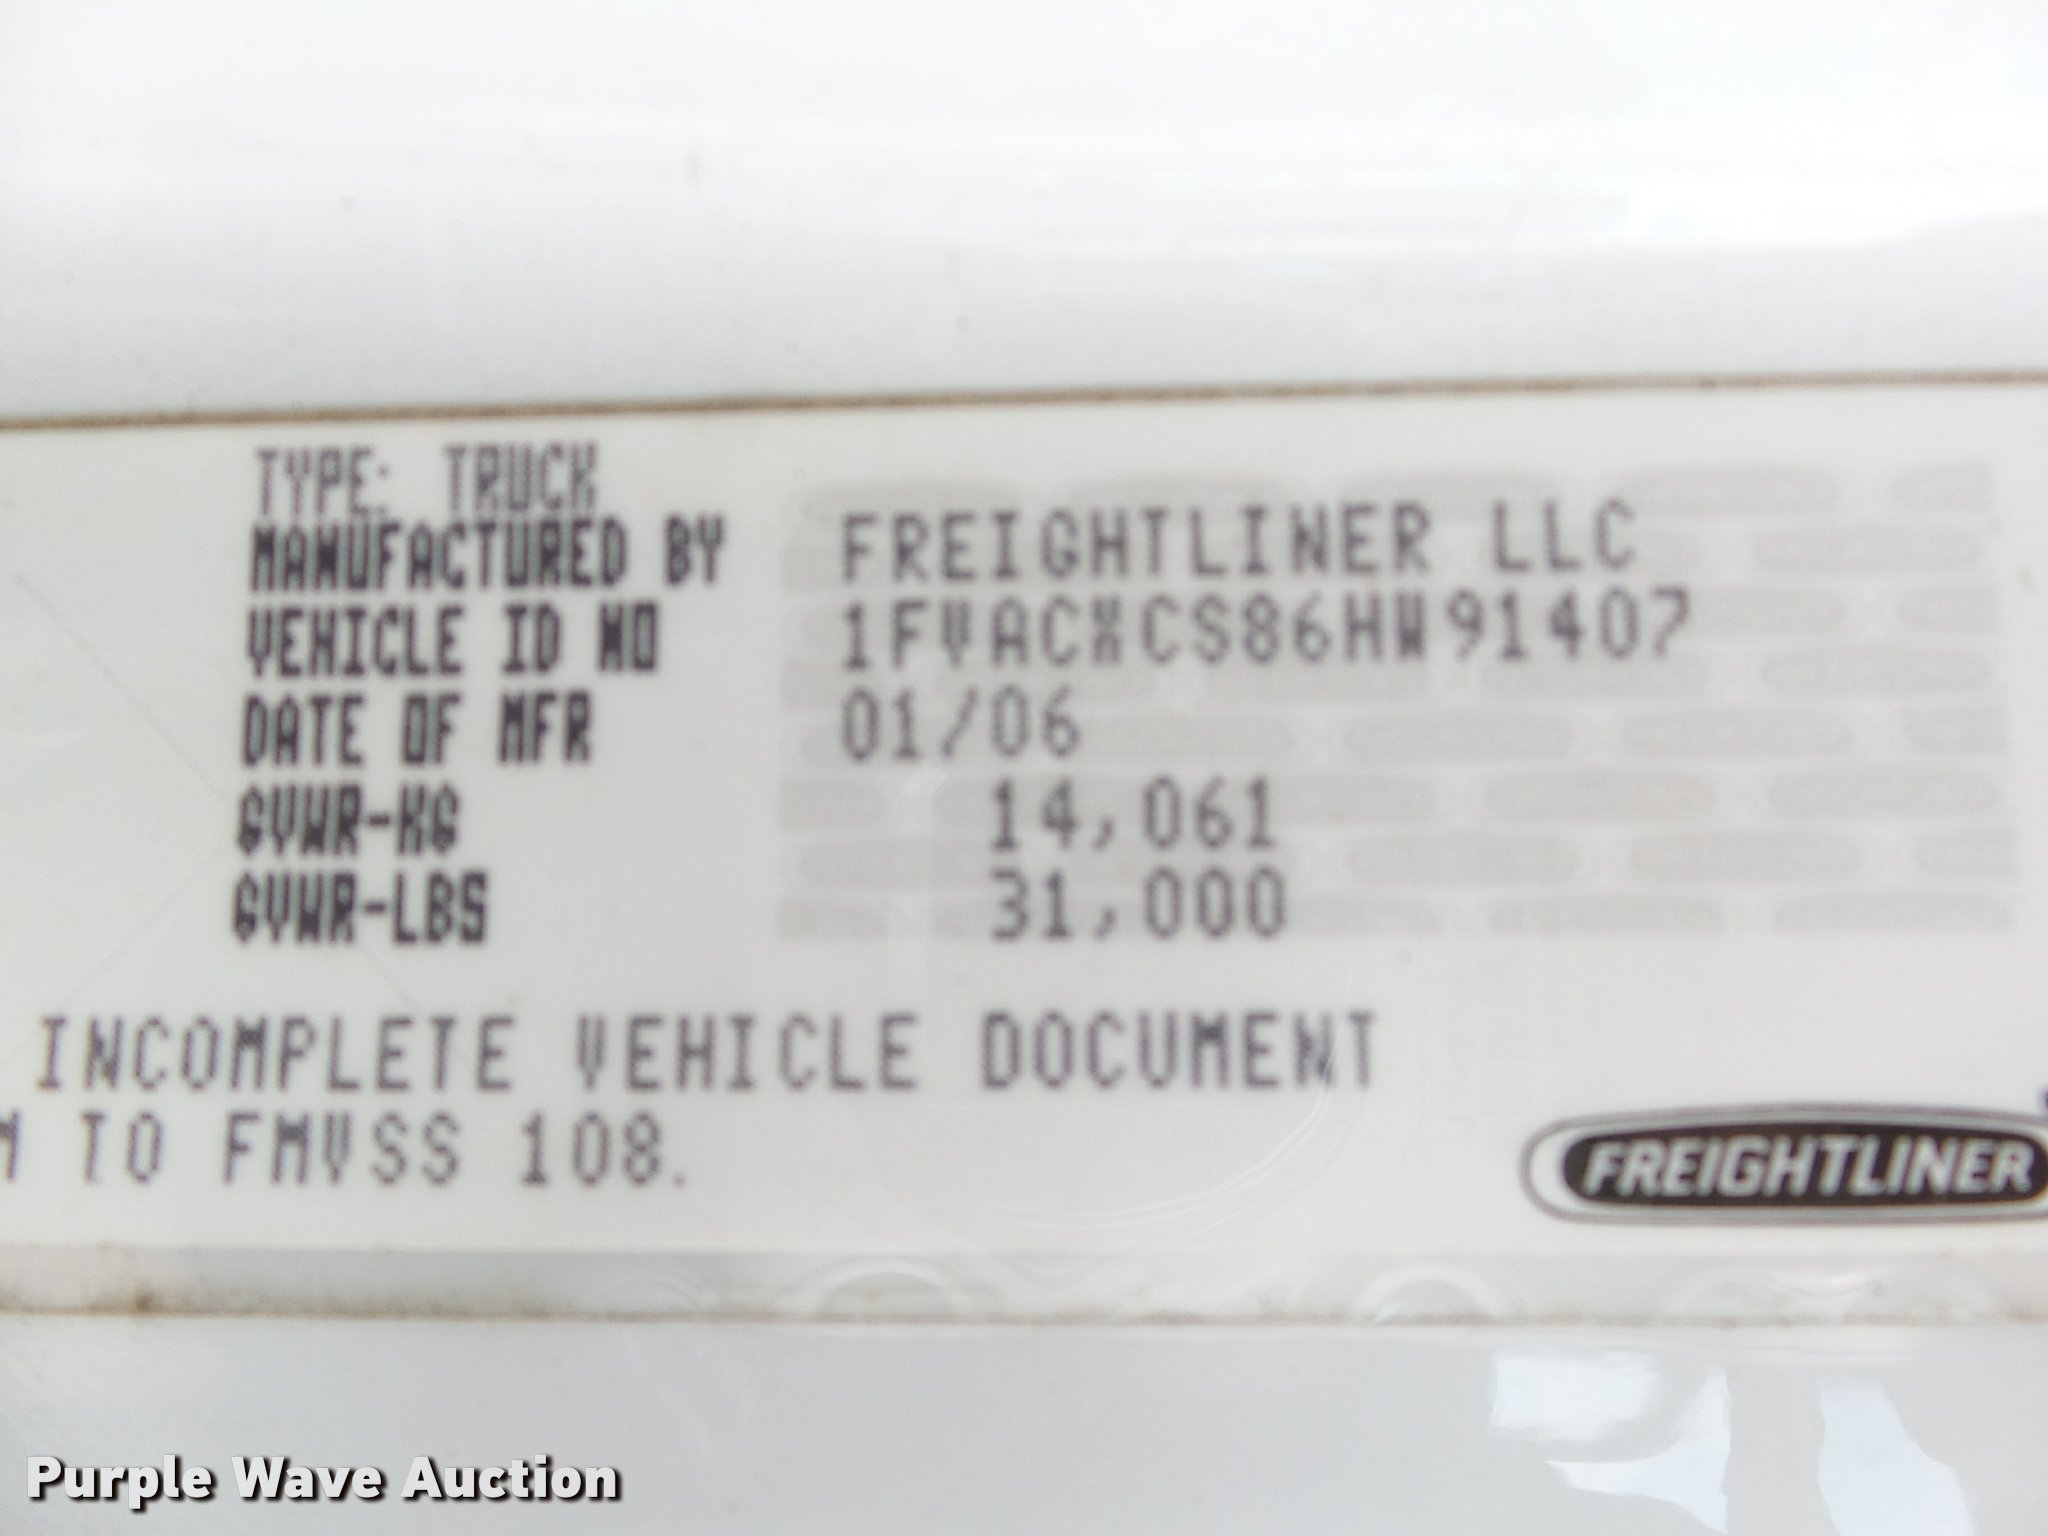 TYPE: TRUCK
MANUFACTURED BY FREIGHTLINER LLC
VEHICLE ID NO 1FVACXCS86HW91407
DATE OF MFR 01/06
GVWR-KG 14,061
GVWR-LBS 31,000
INCOMPLETE VEHICLE DOCUMENT
TO FMVSS 108.
FREIGHTLINER
Purple Wave Auction